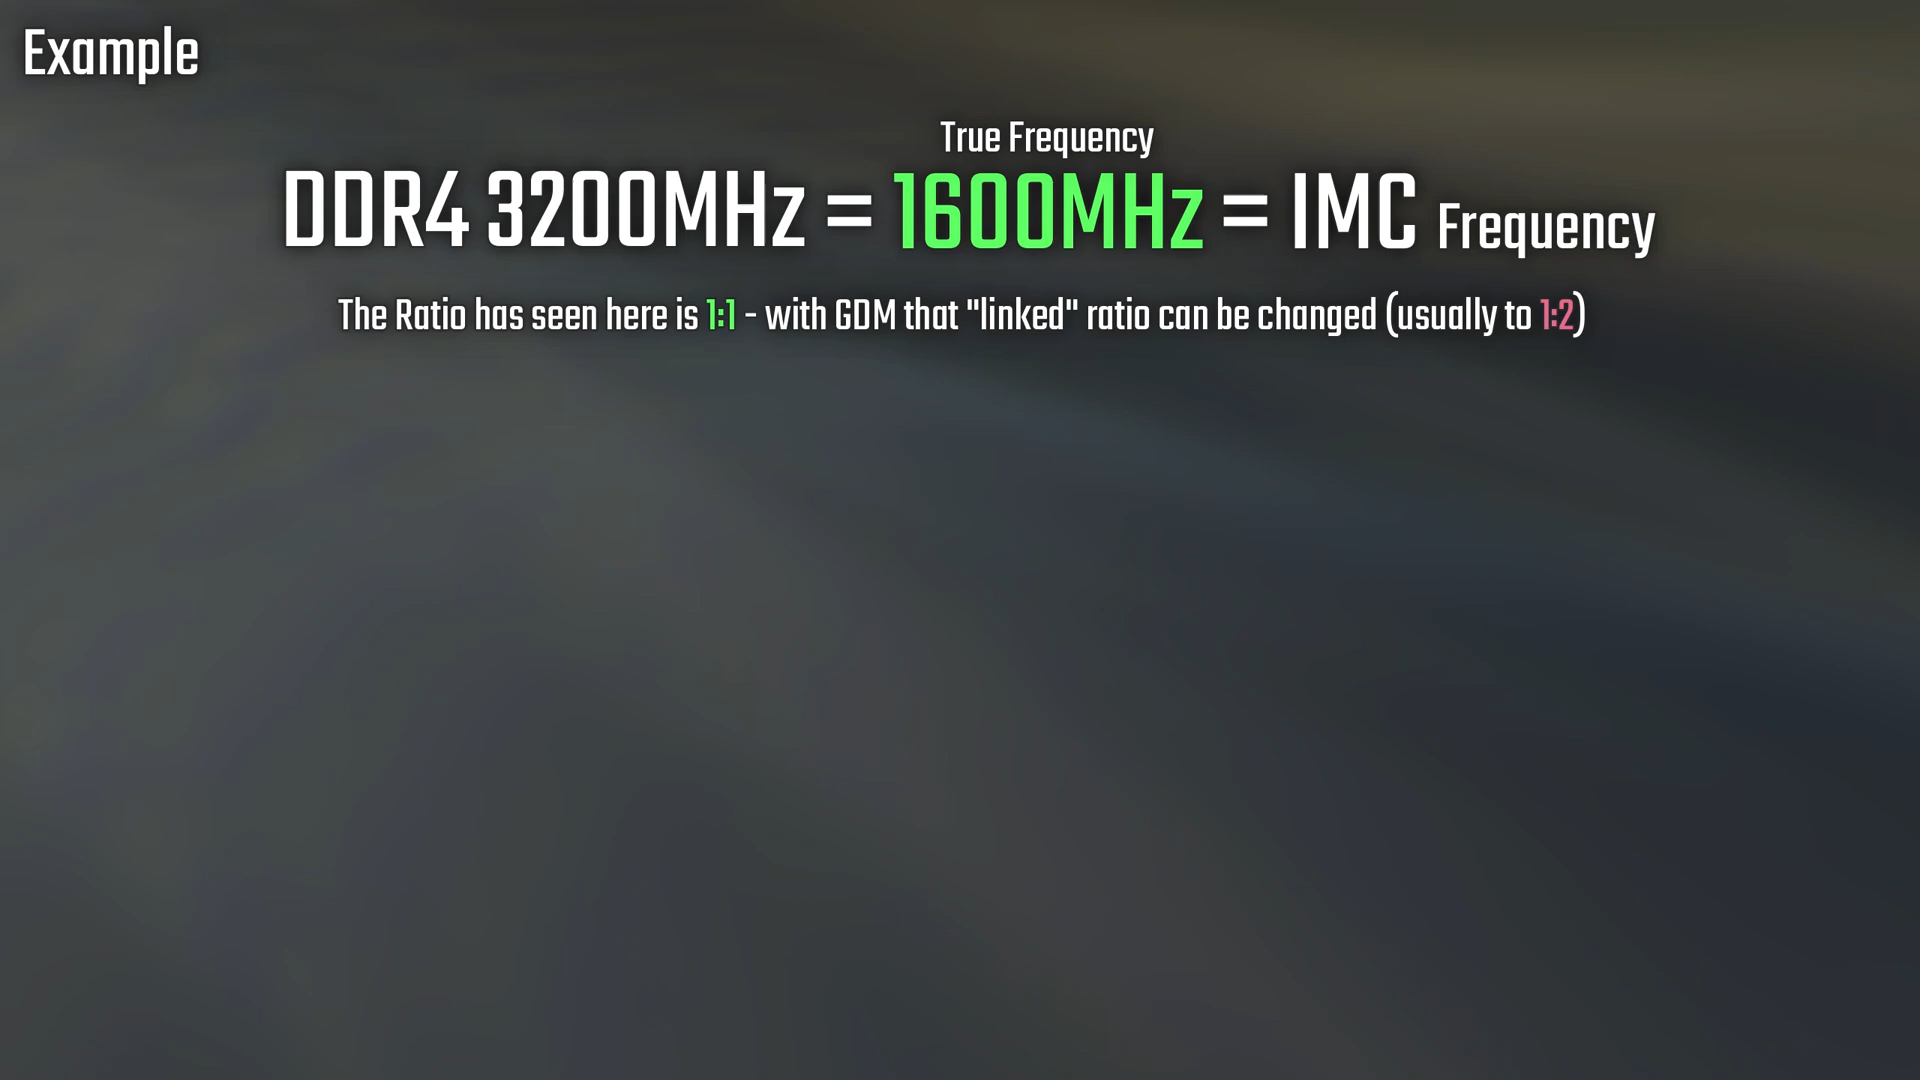 Example
True Frequency
DDR4 3200MHz = 1600MHz = IMC Frequency
The Ratio has seen here is 1:1 - with GDM that "linked" ratio can be changed (usually to 1:2)